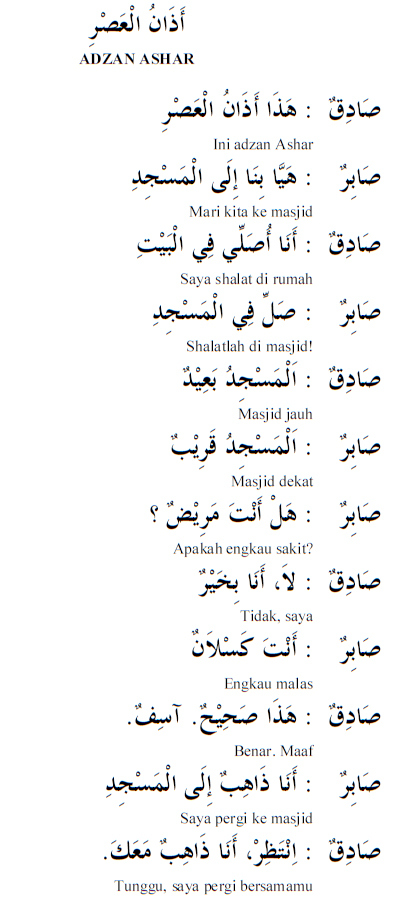 أَذَانُ الْعَصْرِ
ADZAN ASHAR
صَادِقٌ : هَذَا أَذَانُ الْعَصْرِ
Ini adzan Ashar
صَابِرٌ : هَيَّا بِنَا إِلَى الْمَسْجِدِ
Mari kita ke masjid
صَادِقٌ : أَنَا أُصَلِّي فِي الْبَيْتِ
Saya shalat di rumah
صَابِرٌ : صَلِّ فِي الْمَسْجِدِ
Shalatlah di masjid!
صَادِقٌ : اَلْمَسْجِدُ بَعِيْدٌ
Masjid jauh
صَابِرٌ : اَلْمَسْجِدُ قَرِيْبٌ
Masjid dekat
صَابِرٌ : هَلْ أَنْتَ مَرِيْضٌ ؟
Apakah engkau sakit?
صَادِقٌ : لاَ، أَنَا بِخَيْرٌ
Tidak, saya
صَابِرٌ : أَنْتَ كَسْلاَنٌ
Engkau malas
صَادِقٌ : هَذَا صَحِيْحٌ. آسِفٌ.
Benar. Maaf
صَابِرٌ : أَنَا ذَاهِبٌ إِلَى الْمَسْجِدِ
Saya pergi ke masjid
صَادِقٌ : اِنْتَظِرْ، أَنَا ذَاهِبٌ مَعَكَ.
Tunggu, saya pergi bersamamu